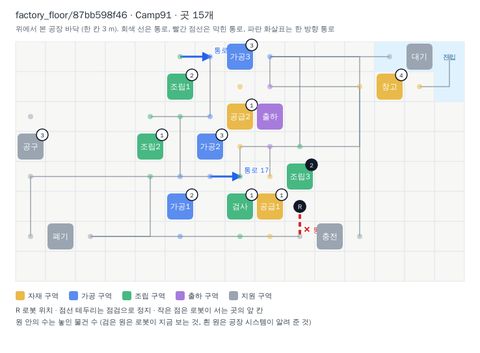 factory_floor/87bb598f46 · Camp91 · 곳 15개
위에서 본 공장 바닥 (한 칸 3 m). 회색 선은 통로, 빨간 점선은 막힌 통로, 파란 화살표는 한 방향 통로
통로
가공3
3
대기
진입
조립1
2
창고
4
공급2
1
출하
공구
3
조립2
1
가공2
3
통로 17
조립3
2
가공1
2
검사
1
공급1
1
R
폐기
✕
충전
자재 구역
가공 구역
조립 구역
출하 구역
지원 구역
R 로봇 위치 · 점선 테두리는 점검으로 정지 · 작은 점은 로봇이 서는 곳의 앞 칸
원 안의 수는 놓인 물건 수 (검은 원은 로봇이 지금 보는 것, 흰 원은 공장 시스템이 알려 준 것)